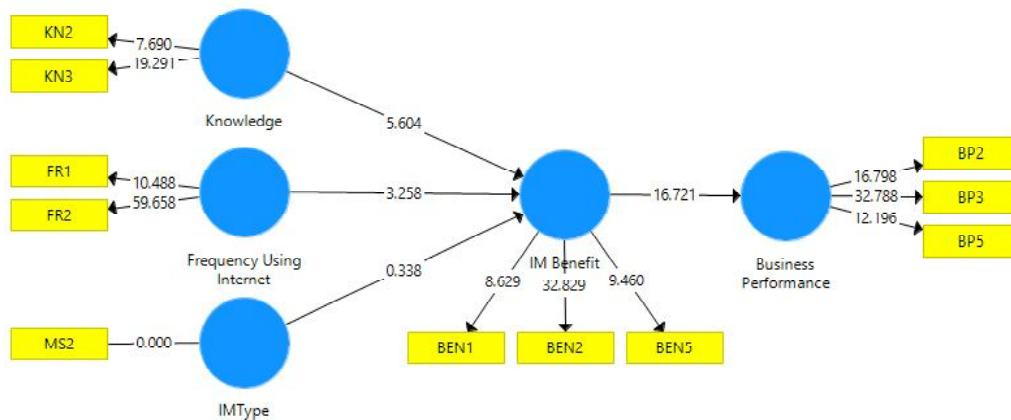 KN2
7.690
KN3
19.291
Knowledge
5.604
FR1
10.488
FR2
59.658
Frequency Using
Internet
3.258
MS2
0.000
IMType
0.338
IM Benefit
16.721
8.629
32.829
9.460
BEN1
BEN2
BEN5
Business
Performance
16.798
BP2
32.788
BP3
12.196
BP5